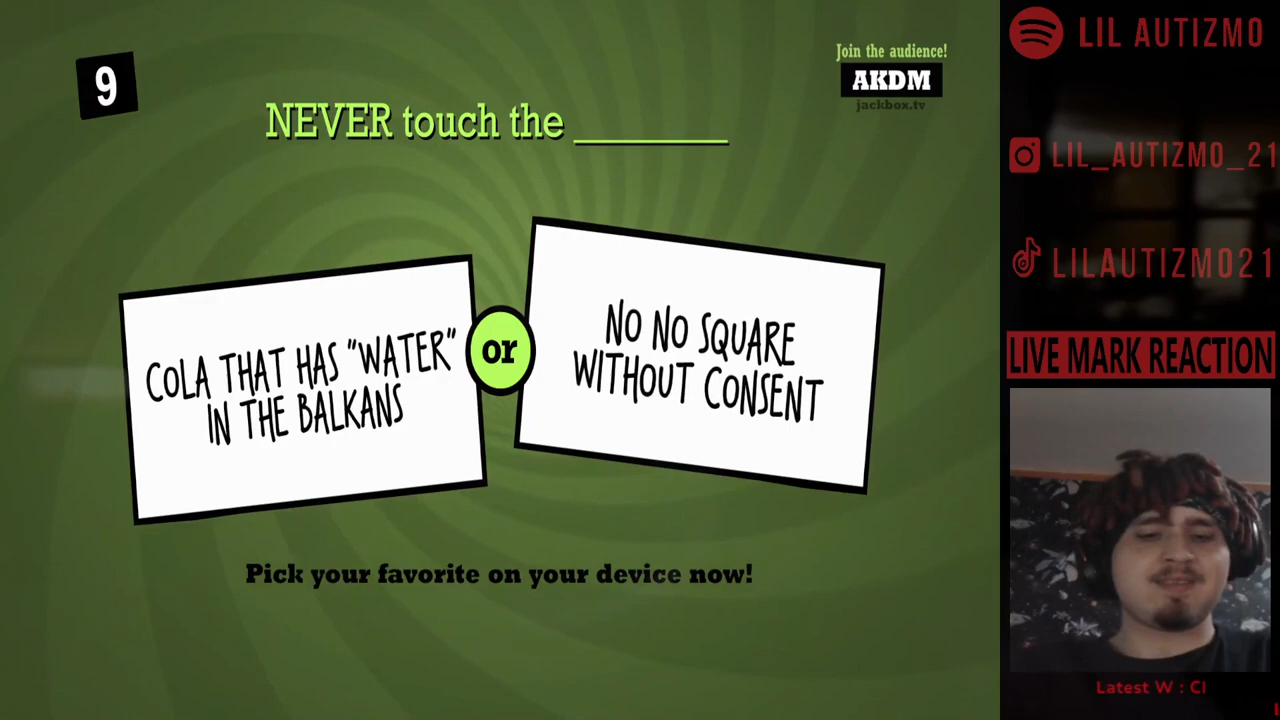 9
Join the audience!
AKDM
jackbox.tv
NEVER touch the ________
COLA THAT HAS "WATER"
IN THE BALKANS
or
NO NO SQUARE
WITHOUT CONSENT
Pick your favorite on your device now!
LIL AUTIZMO
LIL_AUTIZMO_21
LILAUTIZMO21
LIVE MARK REACTION
Latest W : Cl